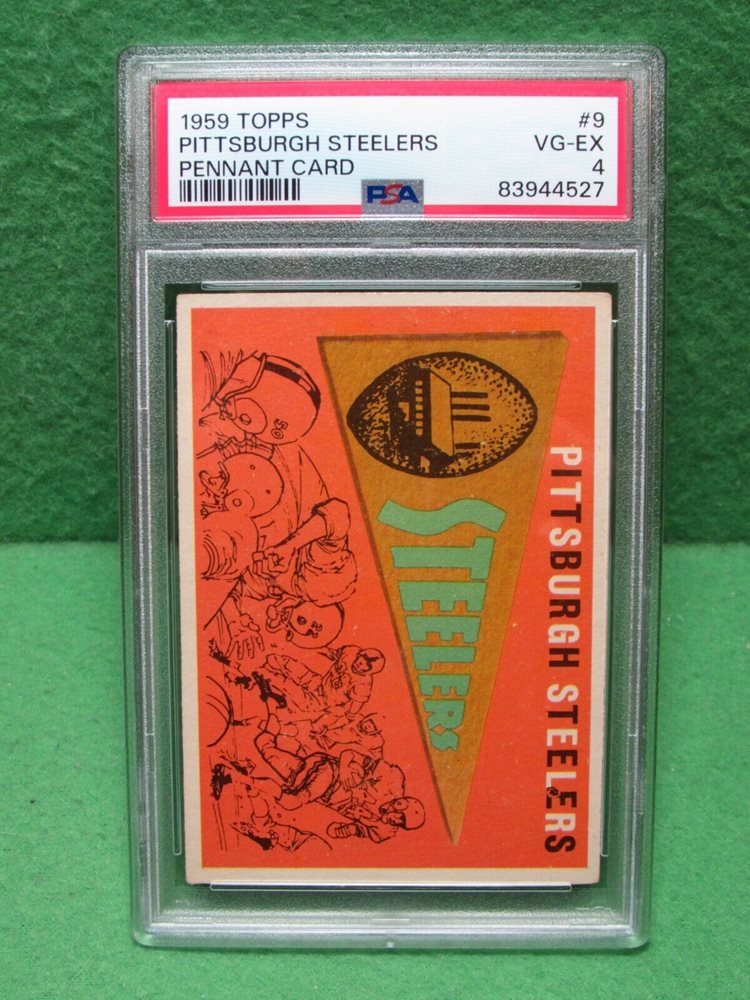 1959 TOPPS #9
PITTSBURGH STEELERS VG-EX
PENNANT CARD 4
PSA 83944527
PITTSBURGH STEELERS
STEELERS